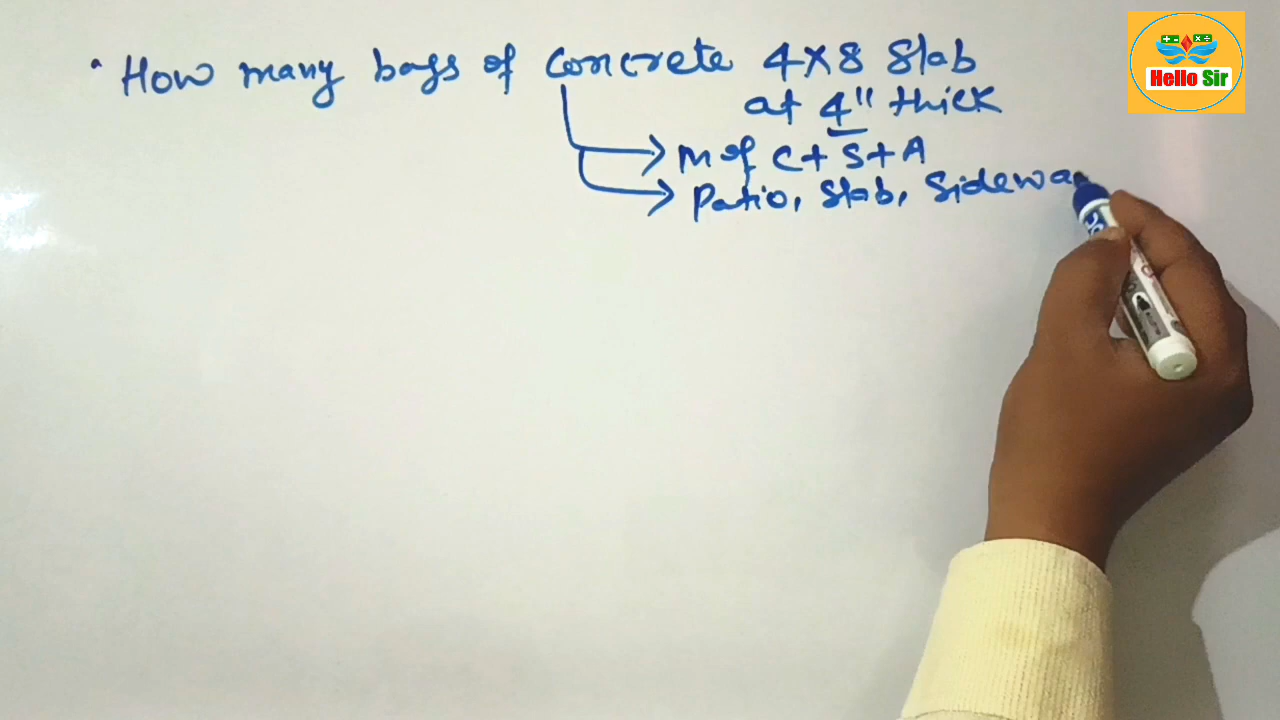 • How many bags of concrete 4x8 Slab
at 4" thick
→ M of C + S + A
→ Patio, Slab, Sidewa
Hello Sir